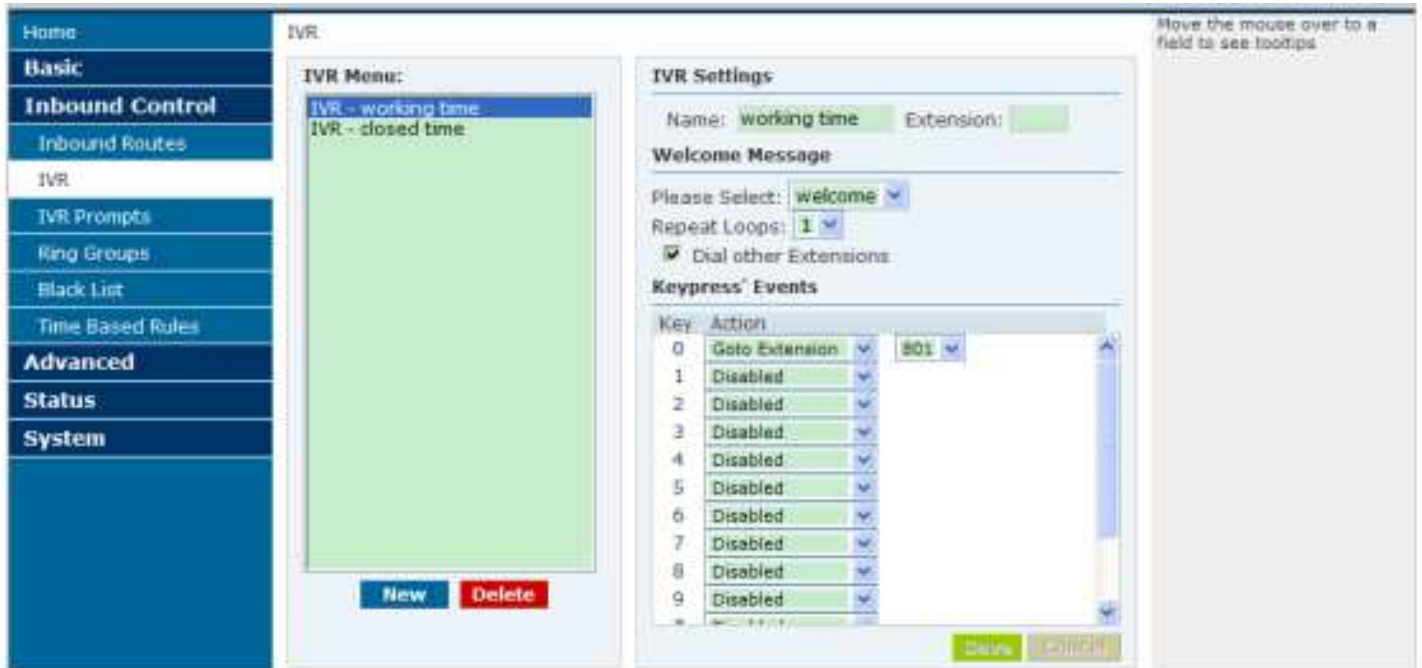 Home
Basic
Inbound Control
Inbound Routes
IVR
IVR Prompts
Ring Groups
Black List
Time Based Rules
Advanced
Status
System
IVR
IVR Menu:
IVR - working time
IVR - closed time
New Delete
IVR Settings
Name: working time Extension:
Welcome Message
Please Select: welcome
Repeat Loops: 1
Dial other Extensions
Keypress' Events
Key Action
0 Goto Extension 801
1 Disabled
2 Disabled
3 Disabled
4 Disabled
5 Disabled
6 Disabled
7 Disabled
8 Disabled
9 Disabled
Cancel
Move the mouse over to a
field to see tooltips